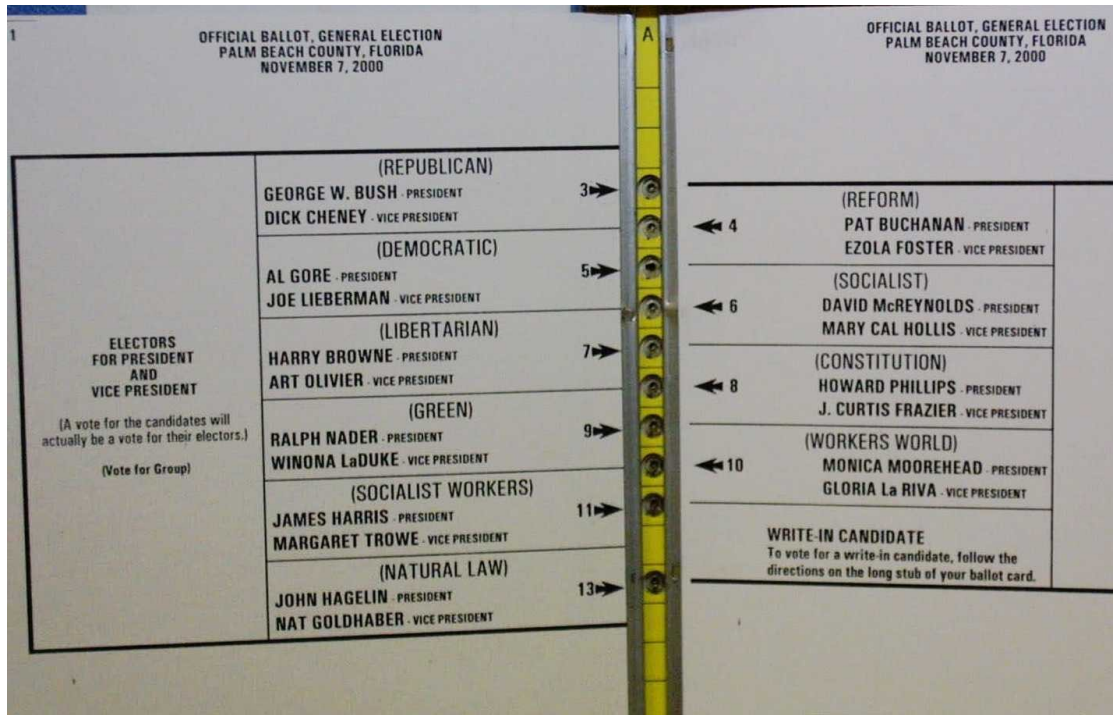 1
OFFICIAL BALLOT, GENERAL ELECTION
PALM BEACH COUNTY, FLORIDA
NOVEMBER 7, 2000
ELECTORS
FOR PRESIDENT
AND
VICE PRESIDENT
(A vote for the candidates will
actually be a vote for their electors.)
(Vote for Group)
(REPUBLICAN)
GEORGE W. BUSH - PRESIDENT
DICK CHENEY - VICE PRESIDENT
3
(DEMOCRATIC)
AL GORE - PRESIDENT
JOE LIEBERMAN - VICE PRESIDENT
5
(LIBERTARIAN)
HARRY BROWNE - PRESIDENT
ART OLIVIER - VICE PRESIDENT
7
(GREEN)
RALPH NADER - PRESIDENT
WINONA LaDUKE - VICE PRESIDENT
9
(SOCIALIST WORKERS)
JAMES HARRIS - PRESIDENT
MARGARET TROWE - VICE PRESIDENT
11
(NATURAL LAW)
JOHN HAGELIN - PRESIDENT
NAT GOLDHABER - VICE PRESIDENT
13
A
OFFICIAL BALLOT, GENERAL ELECTION
PALM BEACH COUNTY, FLORIDA
NOVEMBER 7, 2000
(REFORM)
4 PAT BUCHANAN - PRESIDENT
EZOLA FOSTER - VICE PRESIDENT
(SOCIALIST)
6 DAVID McREYNOLDS - PRESIDENT
MARY CAL HOLLIS - VICE PRESIDENT
(CONSTITUTION)
8 HOWARD PHILLIPS - PRESIDENT
J. CURTIS FRAZIER - VICE PRESIDENT
(WORKERS WORLD)
10 MONICA MOOREHEAD - PRESIDENT
GLORIA La RIVA - VICE PRESIDENT
WRITE-IN CANDIDATE
To vote for a write-in candidate, follow the
directions on the long stub of your ballot card.